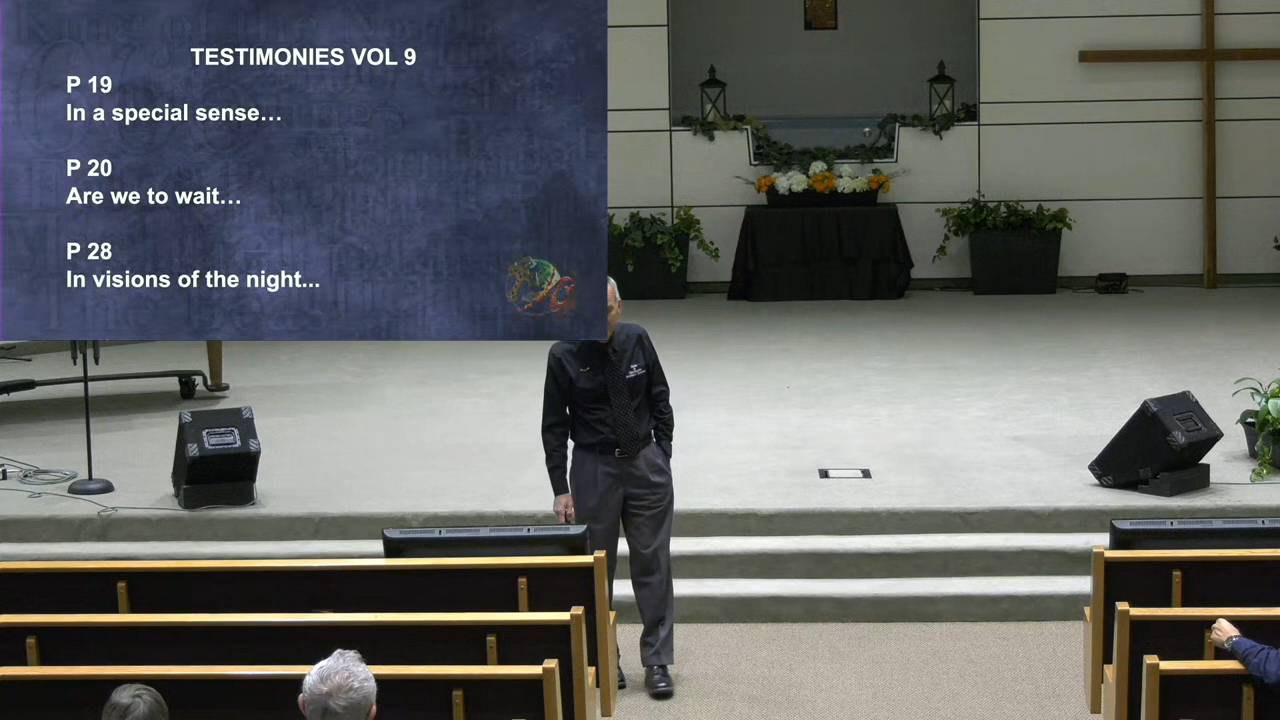 TESTIMONIES VOL 9
P 19
In a special sense…
P 20
Are we to wait…
P 28
In visions of the night...